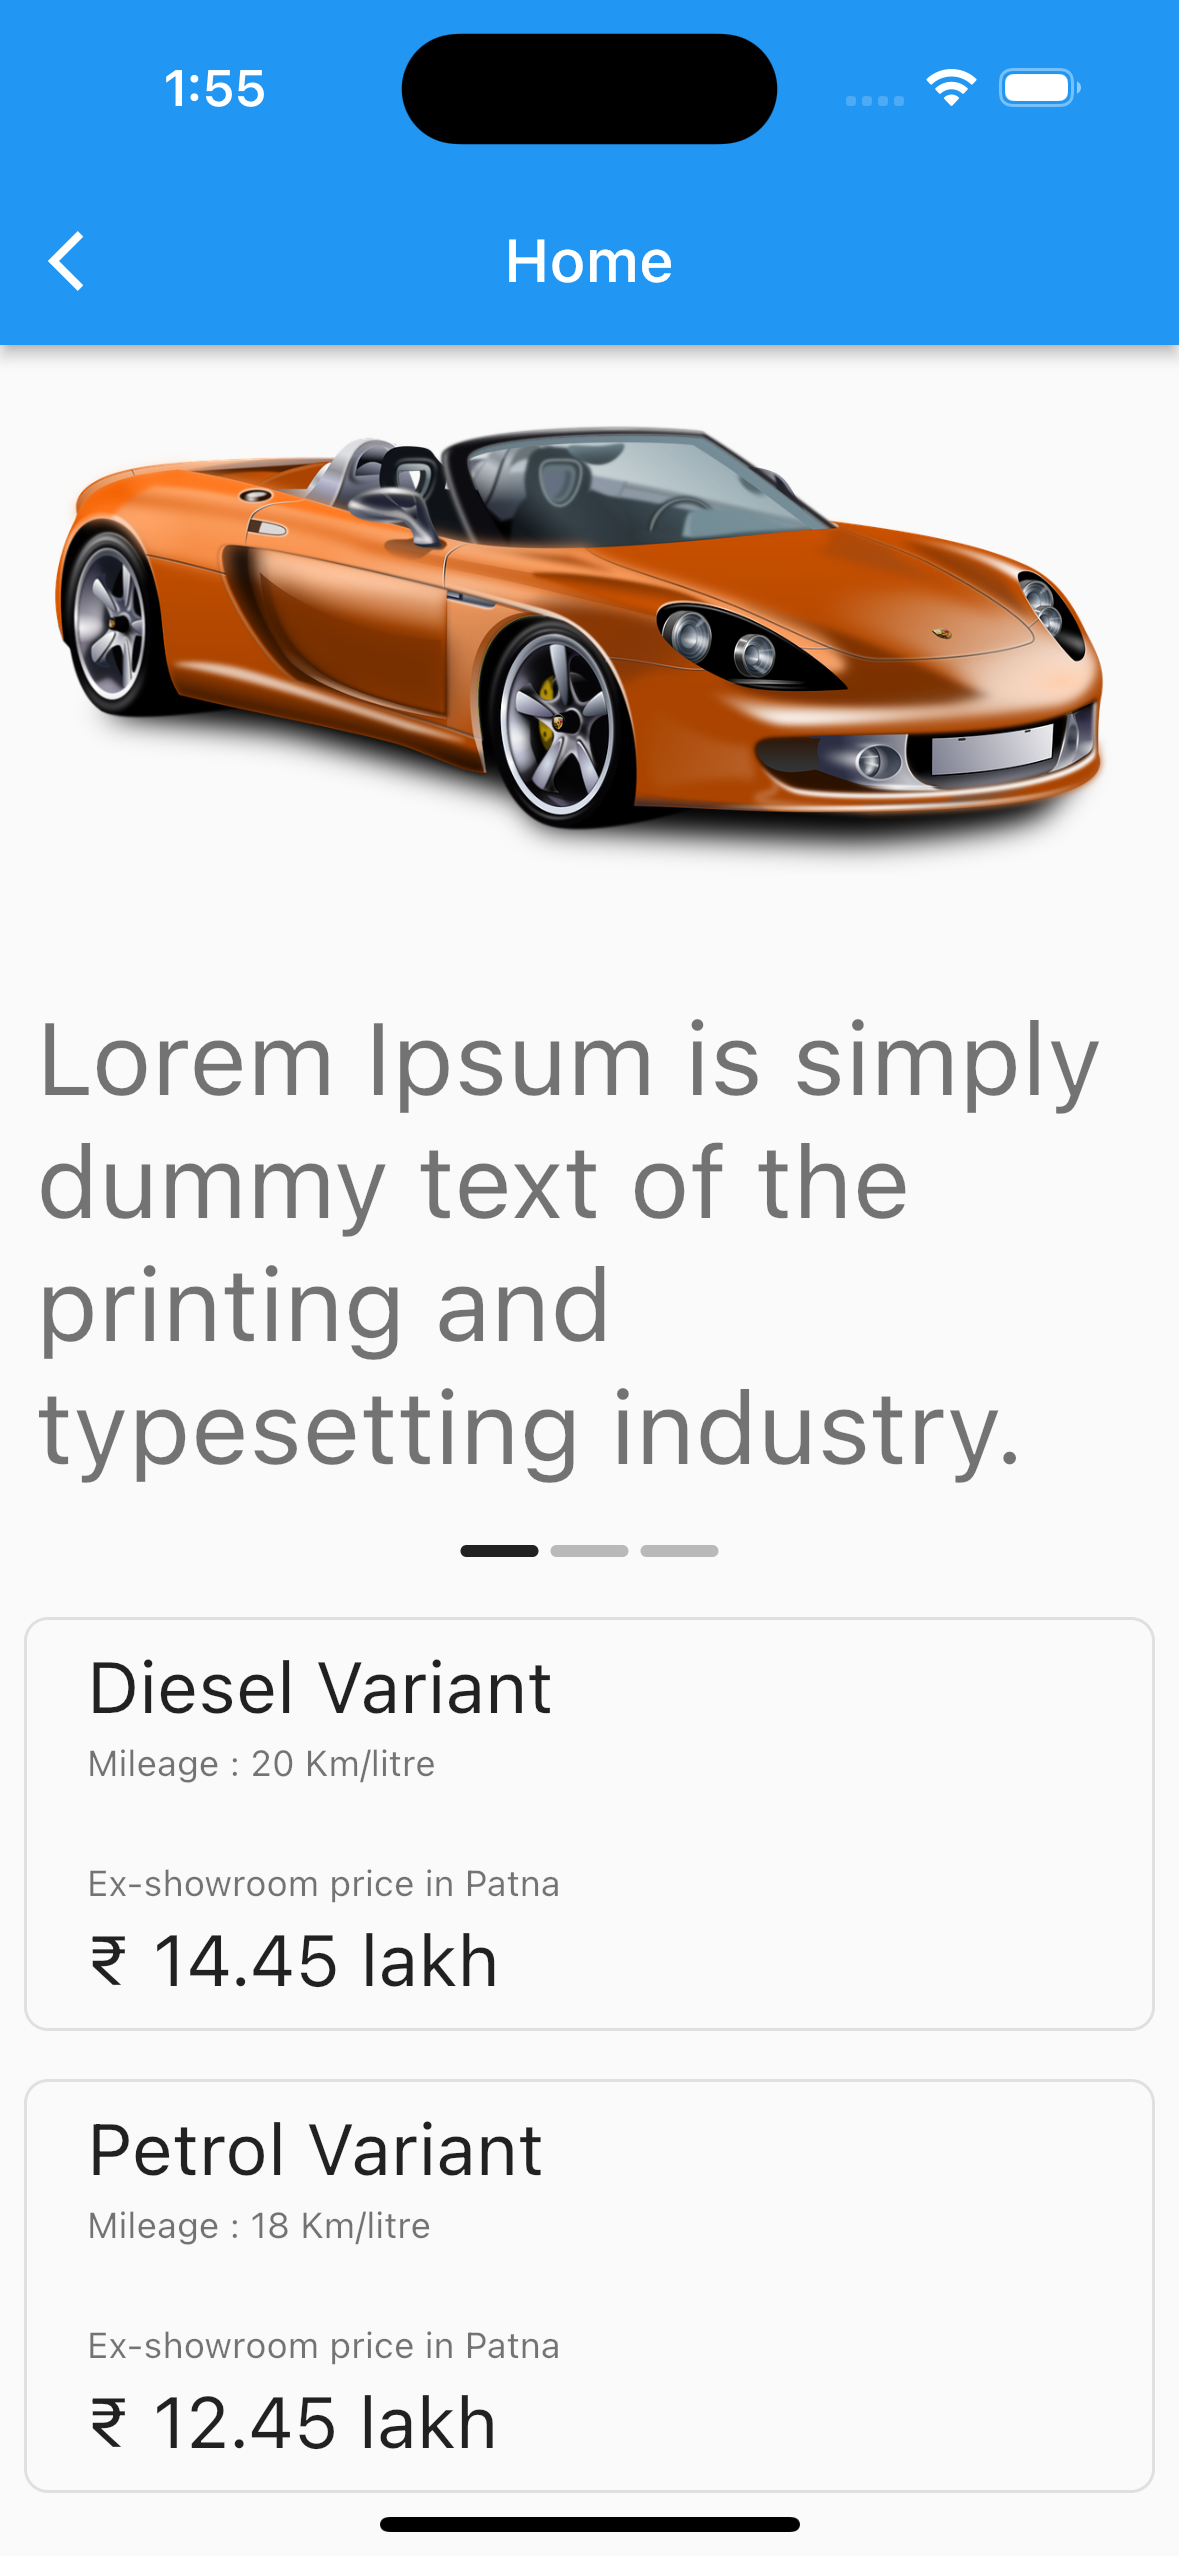 1:55
Home
Lorem Ipsum is simply
dummy text of the
printing and
typesetting industry.
Diesel Variant
Mileage : 20 Km/litre
Ex-showroom price in Patna
₹ 14.45 lakh
Petrol Variant
Mileage : 18 Km/litre
Ex-showroom price in Patna
₹ 12.45 lakh